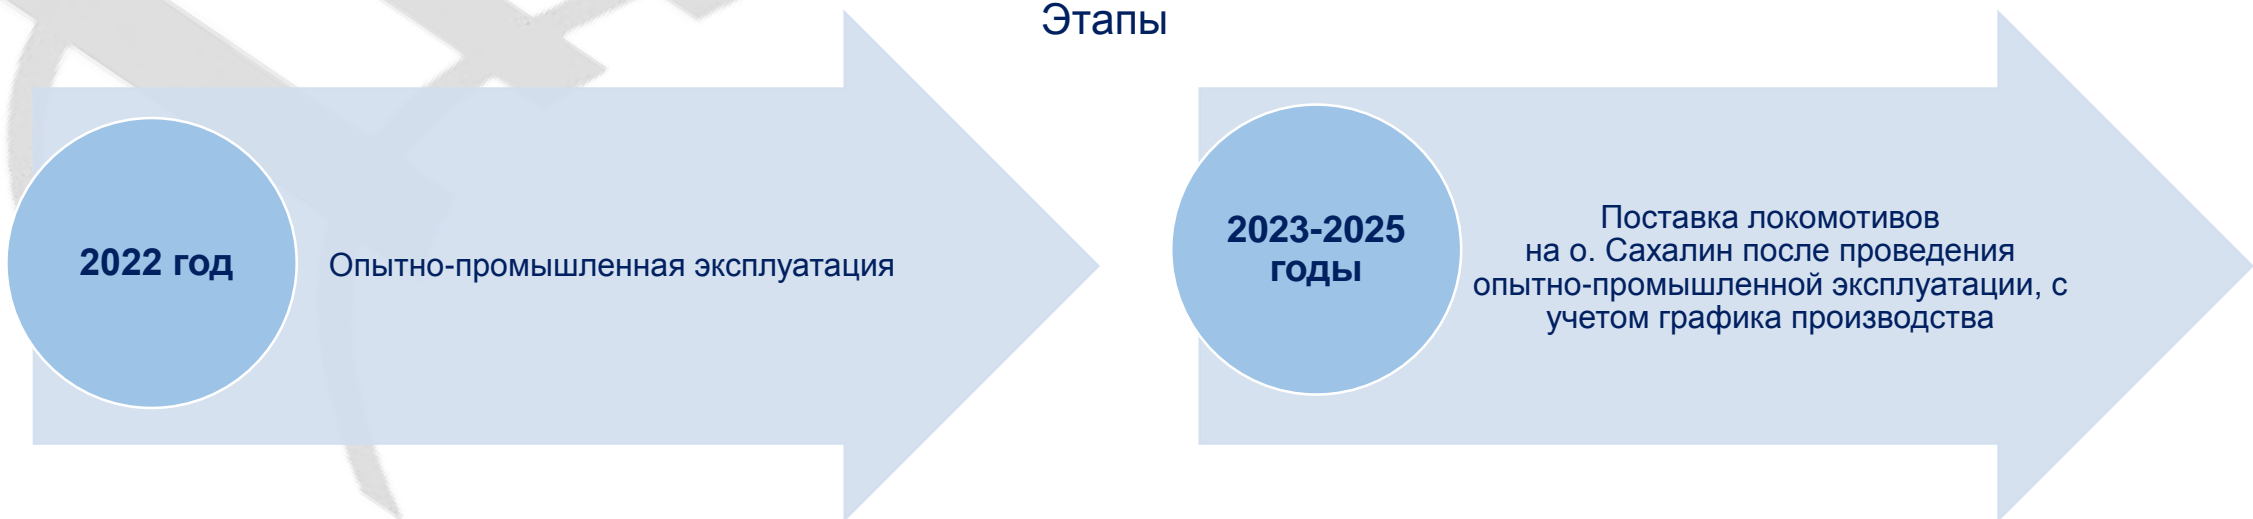 Этапы
2022 год
Опытно-промышленная эксплуатация
2023-2025
годы
Поставка локомотивов
на о. Сахалин после проведения
опытно-промышленной эксплуатации, с
учетом графика производства